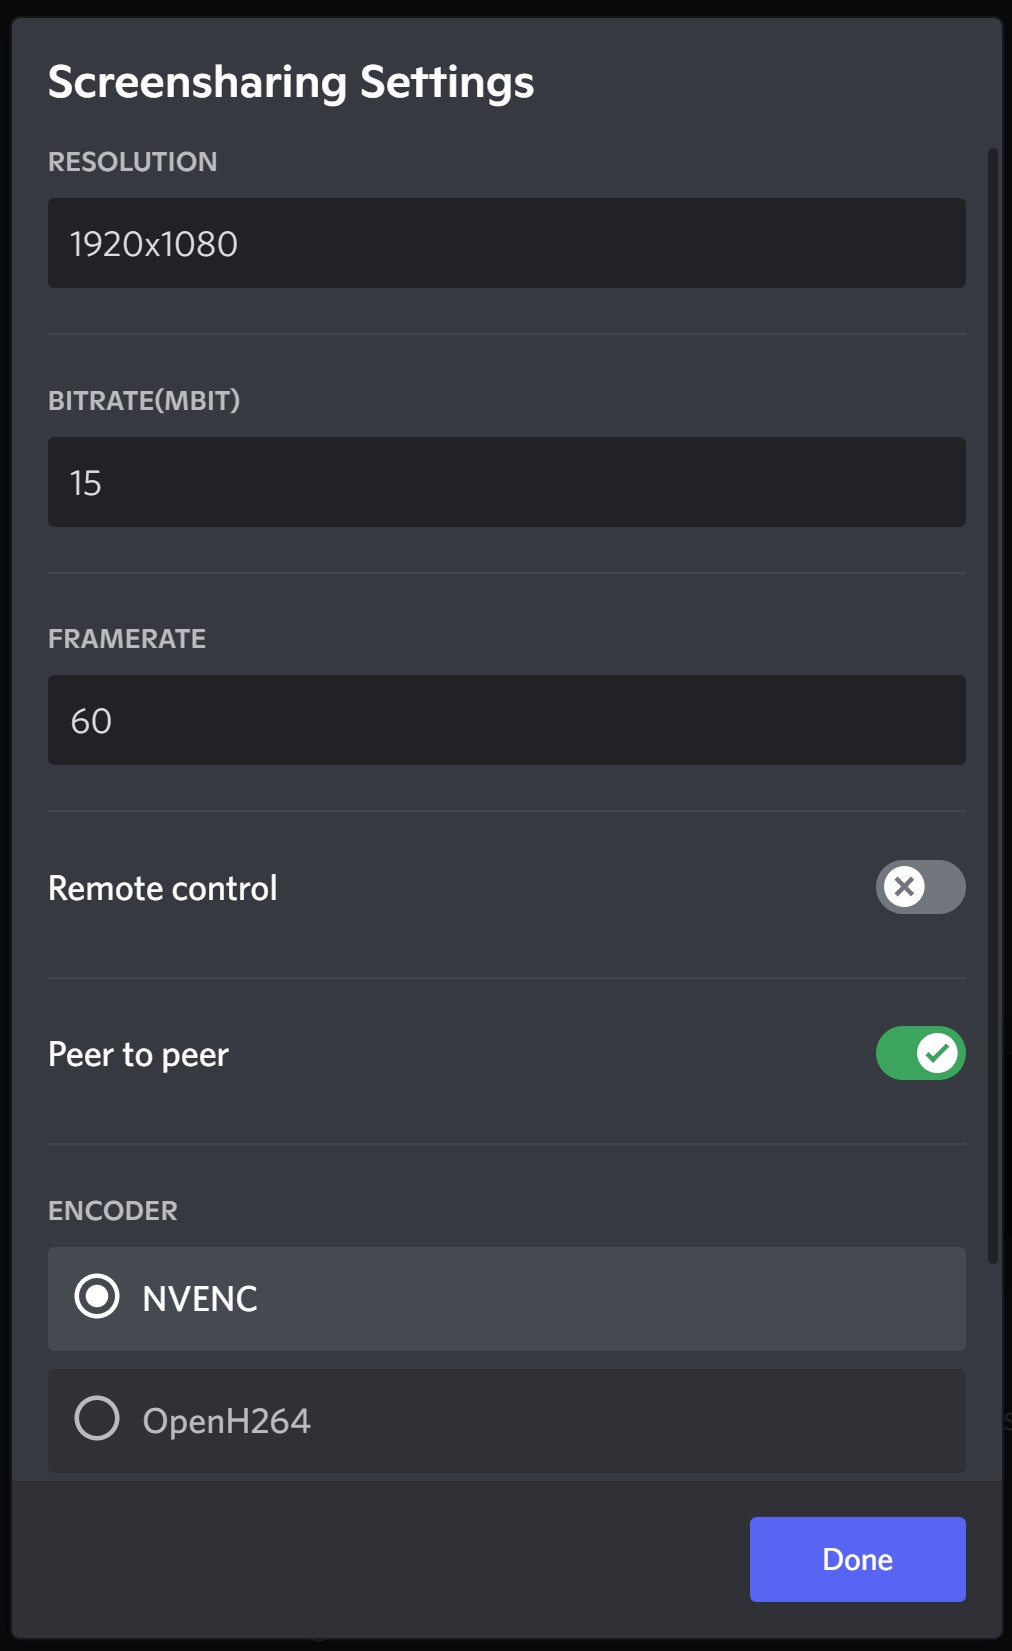 Screensharing Settings
RESOLUTION
1920x1080
BITRATE(MBIT)
15
FRAMERATE
60
Remote control
Peer to peer
ENCODER
NVENC
OpenH264
Done